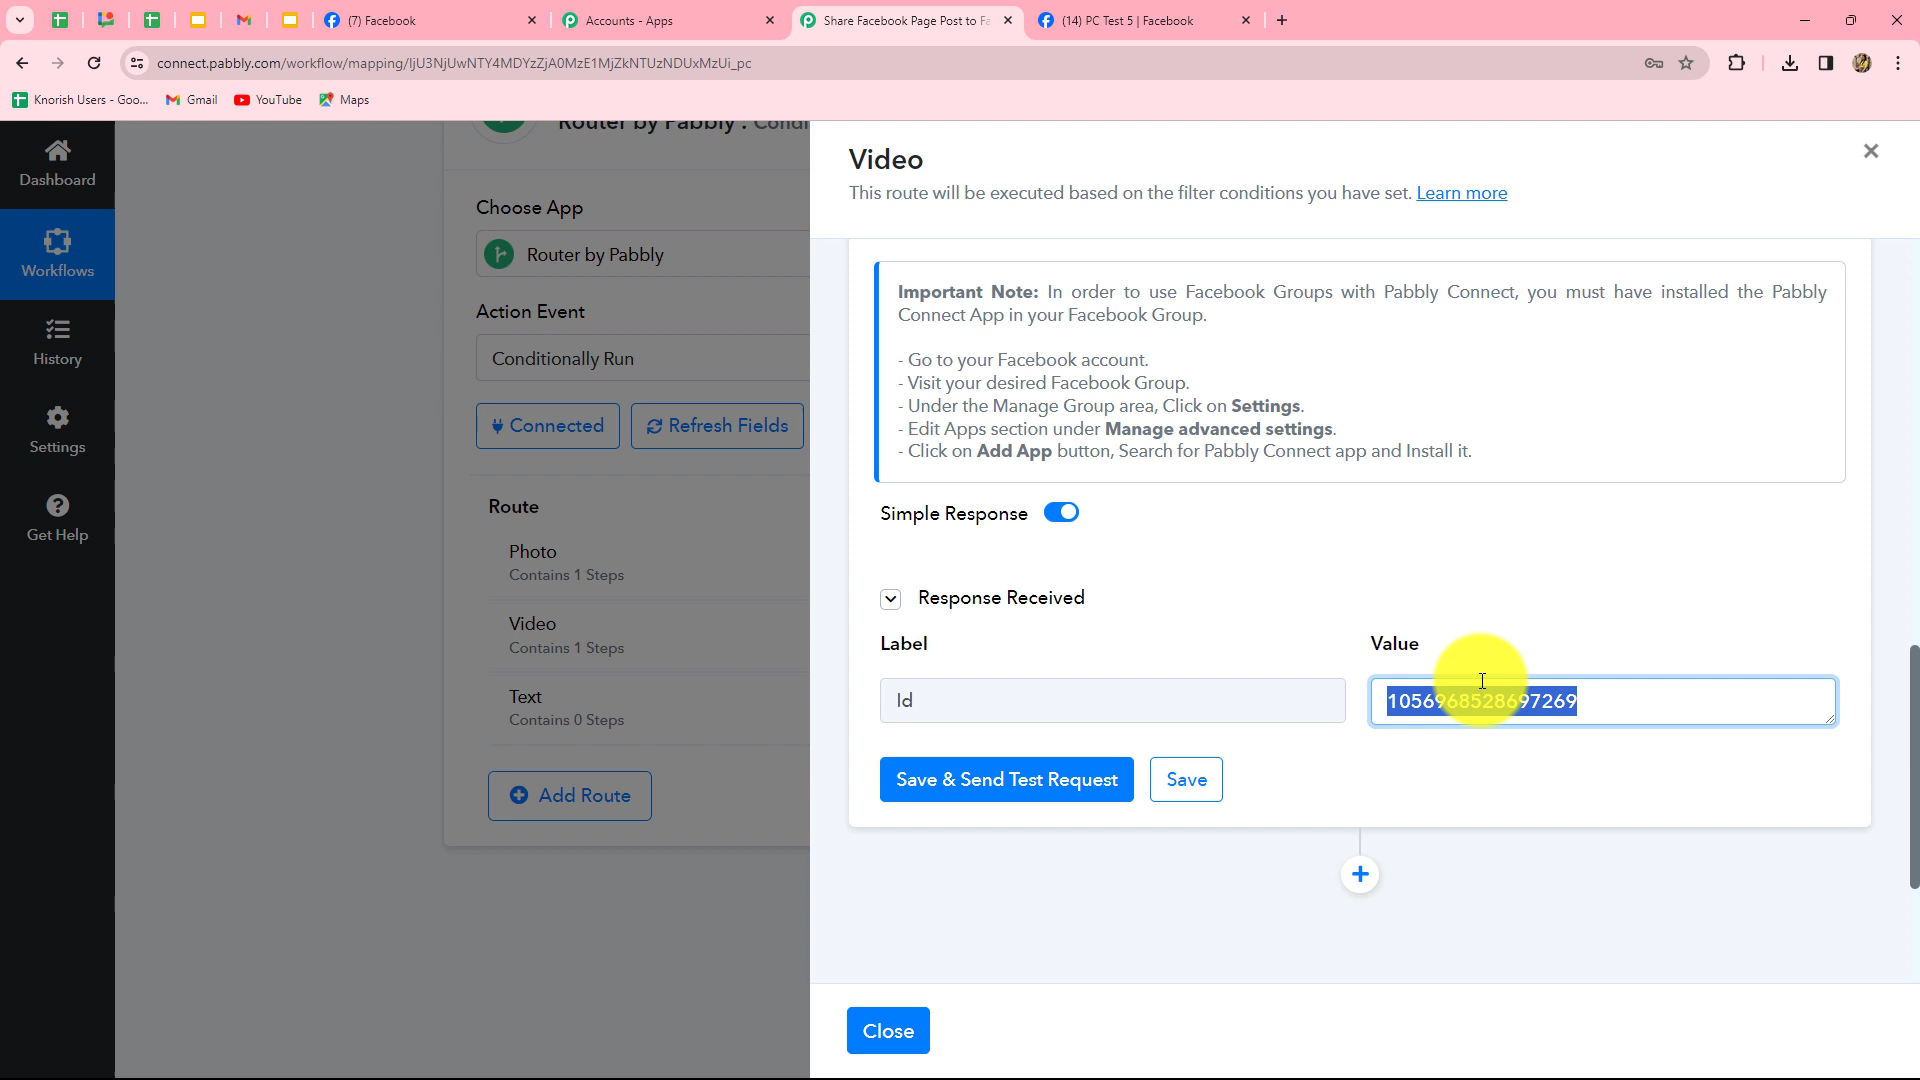 (7) Facebook
Accounts - Apps
Share Facebook Page Post to Fa
(14) PC Test 5 | Facebook
connect.pabbly.com/workflow/mapping/IjU3NjUwNTY4MDYzZjA0MzE1MjZkNTUzNDUxMzUi_pc
Knorish Users - Goo...
Gmail
YouTube
Maps
Dashboard
Workflows
History
Settings
Get Help
Router by Pabbly : Condi
Choose App
Router by Pabbly
Action Event
Conditionally Run
Connected
Refresh Fields
Route
Photo
Contains 1 Steps
Video
Contains 1 Steps
Text
Contains 0 Steps
Add Route
Video
This route will be executed based on the filter conditions you have set. Learn more
Important Note: In order to use Facebook Groups with Pabbly Connect, you must have installed the Pabbly
Connect App in your Facebook Group.
- Go to your Facebook account.
- Visit your desired Facebook Group.
- Under the Manage Group area, Click on Settings.
- Edit Apps section under Manage advanced settings.
- Click on Add App button, Search for Pabbly Connect app and Install it.
Simple Response
Response Received
Label
Value
Id
1056968528697269
Save & Send Test Request
Save
Close